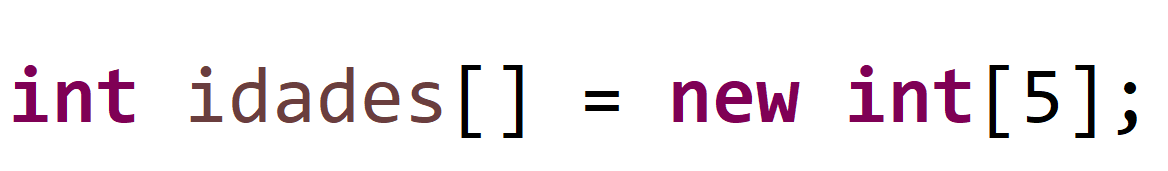 int idades[] = new int[5];